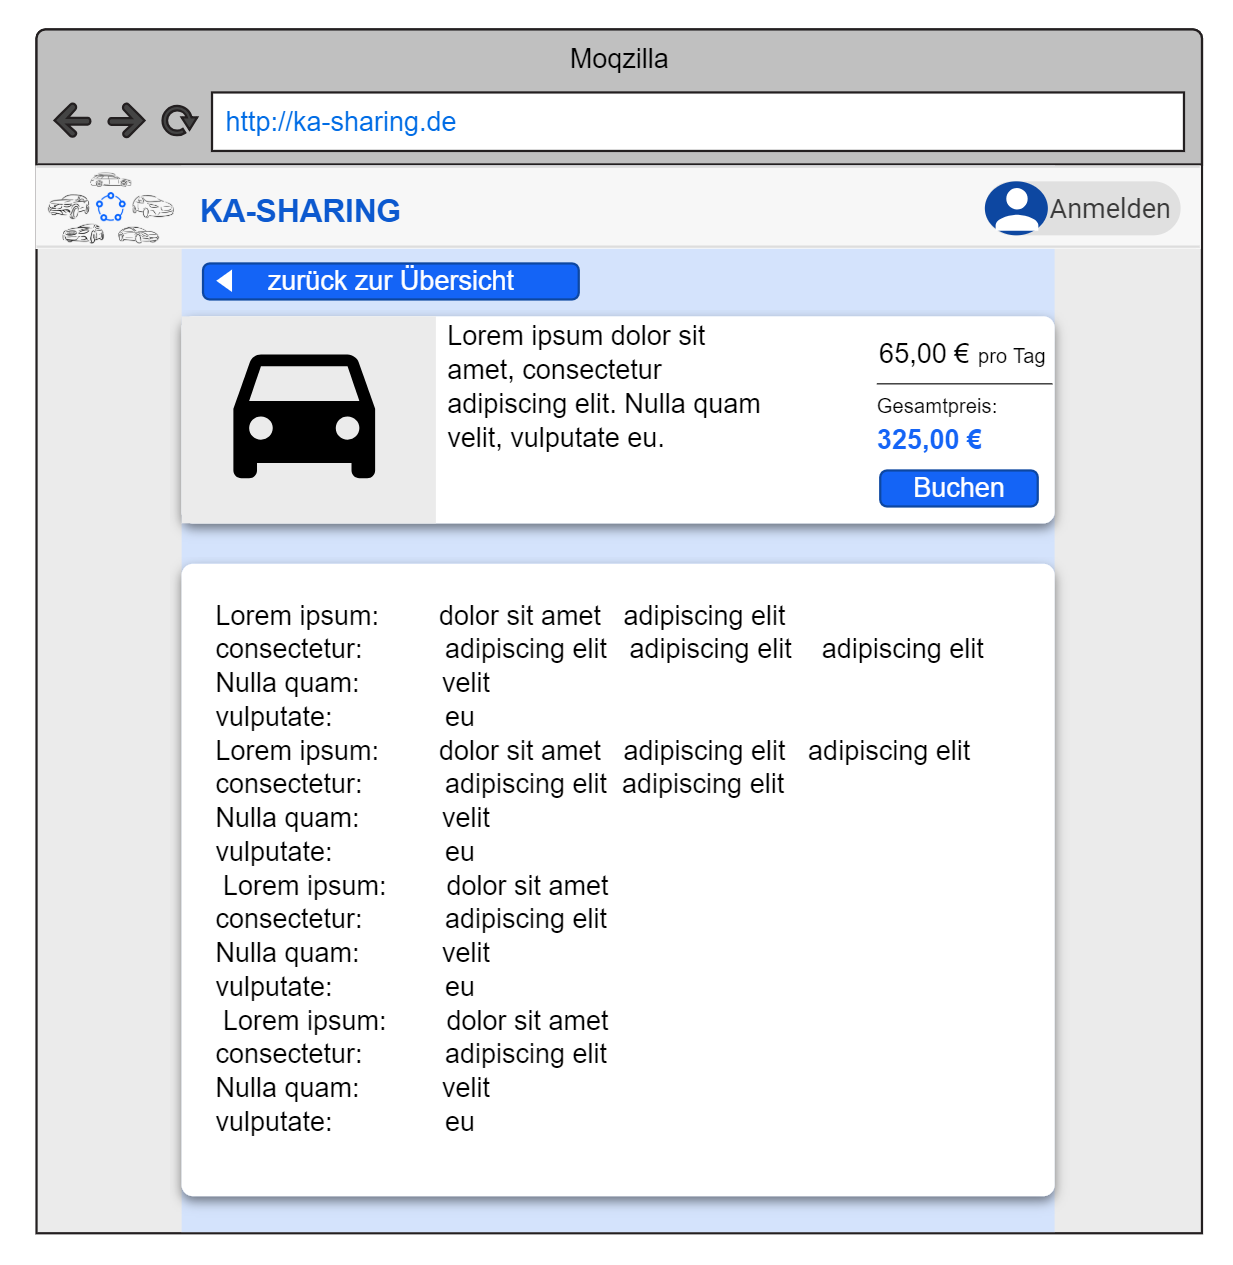 Moqzilla
http://ka-sharing.de
KA-SHARING
Anmelden
zurück zur Übersicht
Lorem ipsum dolor sit
amet, consectetur
adipiscing elit. Nulla quam
velit, vulputate eu.
65,00 € pro Tag
Gesamtpreis:
325,00 €
Buchen
Lorem ipsum: dolor sit amet adipiscing elit
consectetur: adipiscing elit adipiscing elit adipiscing elit
Nulla quam: velit
vulputate: eu
Lorem ipsum: dolor sit amet adipiscing elit adipiscing elit
consectetur: adipiscing elit adipiscing elit
Nulla quam: velit
vulputate: eu
Lorem ipsum: dolor sit amet
consectetur: adipiscing elit
Nulla quam: velit
vulputate: eu
Lorem ipsum: dolor sit amet
consectetur: adipiscing elit
Nulla quam: velit
vulputate: eu